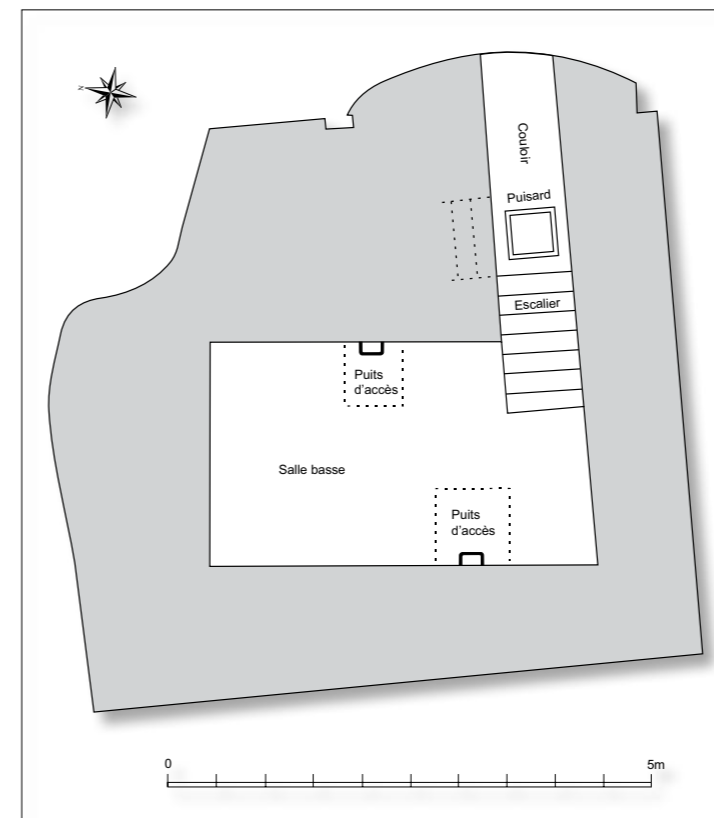 N
Couloir
Puisard
Escalier
Puits
d'accès
Salle basse
Puits
d'accès
0
5m